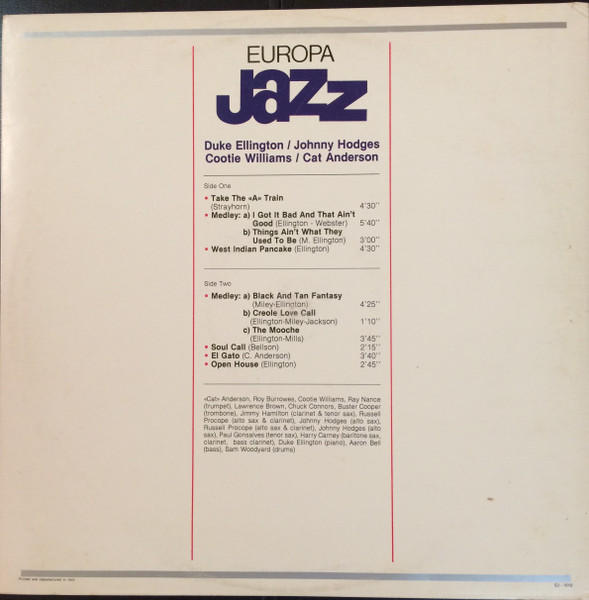 EUROPA
Jazz
Duke Ellington / Johnny Hodges
Cootie Williams / Cat Anderson
Side One
• Take The «A» Train
(Strayhorn) 4'30''
• Medley: a) I Got It Bad And That Ain't
Good (Ellington - Webster) 5'40''
b) Things Ain't What They
Used To Be (M. Ellington) 3'00''
• West Indian Pancake (Ellington) 4'30''
Side Two
• Medley: a) Black And Tan Fantasy
(Miley-Ellington) 4'25''
b) Creole Love Call
(Ellington-Miley-Jackson) 1'10''
c) The Mooche
(Ellington-Mills) 3'45''
• Soul Call (Bellson) 2'15''
• El Gato (C. Anderson) 3'40''
• Open House (Ellington) 2'45''
«Cat» Anderson, Roy Burrowes, Cootie Williams, Ray Nance
(trumpet), Lawrence Brown, Chuck Connors, Buster Cooper
(trombone), Jimmy Hamilton (clarinet & tenor sax), Russell
Procope (alto sax & clarinet), Johnny Hodges (alto sax),
Russell Procope (alto sax & clarinet), Johnny Hodges (alto
sax), Paul Gonsalves (tenor sax), Harry Carney (baritone sax,
clarinet, bass clarinet), Duke Ellington (piano), Aaron Bell
(bass), Sam Woodyard (drums)
Printed and manufactured in Italy